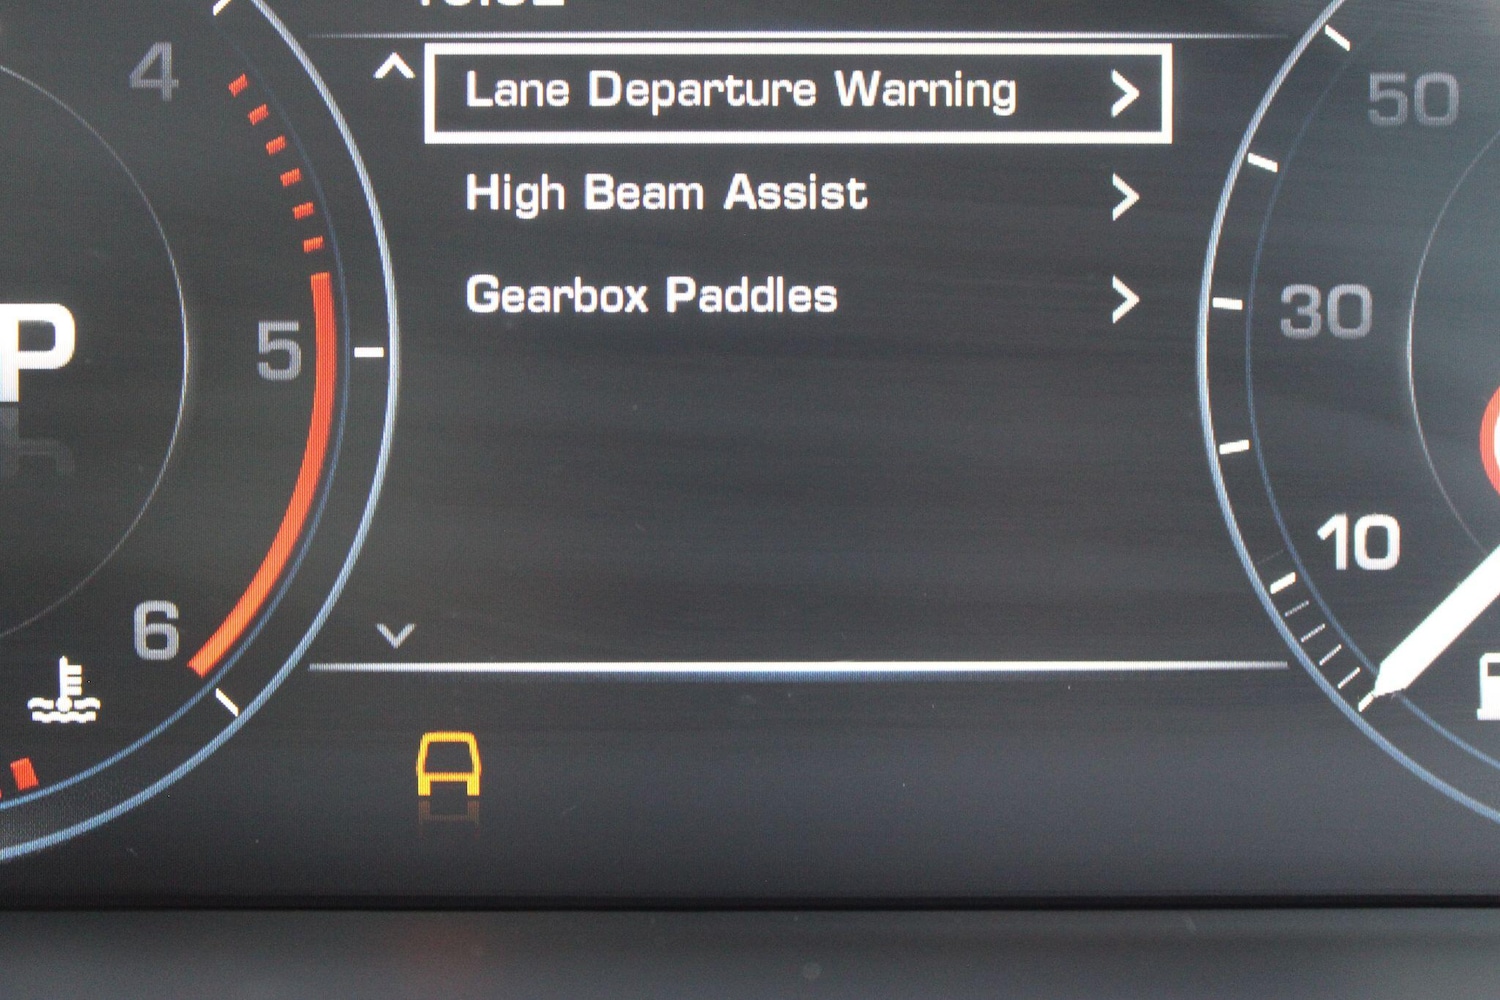 Lane Departure Warning
High Beam Assist
Gearbox Paddles
4
5
6
P
50
30
10